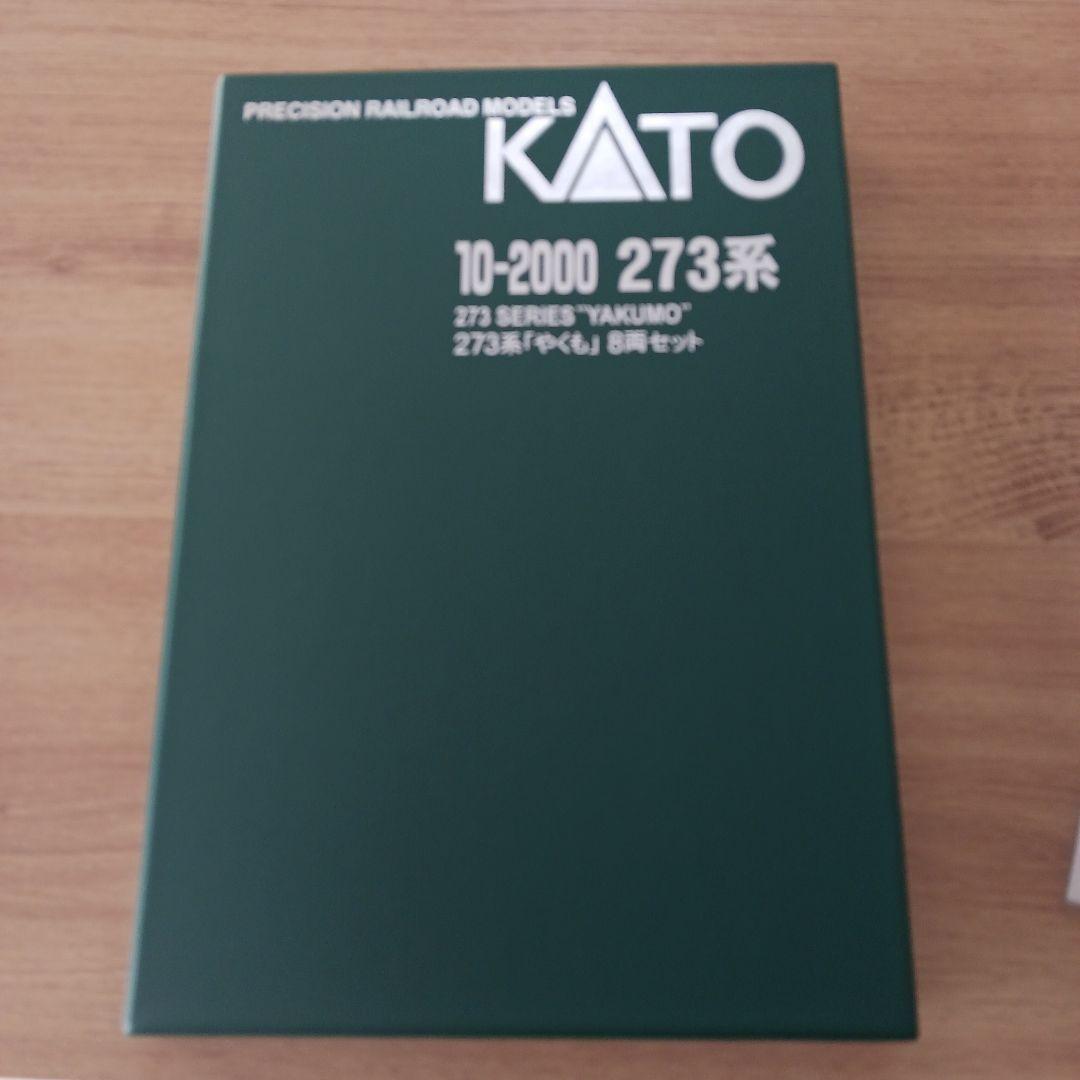 PRECISION RAILROAD MODELS
KATO
10-2000 273系
273 SERIES "YAKUMO"
273系「やくも」 8両セット